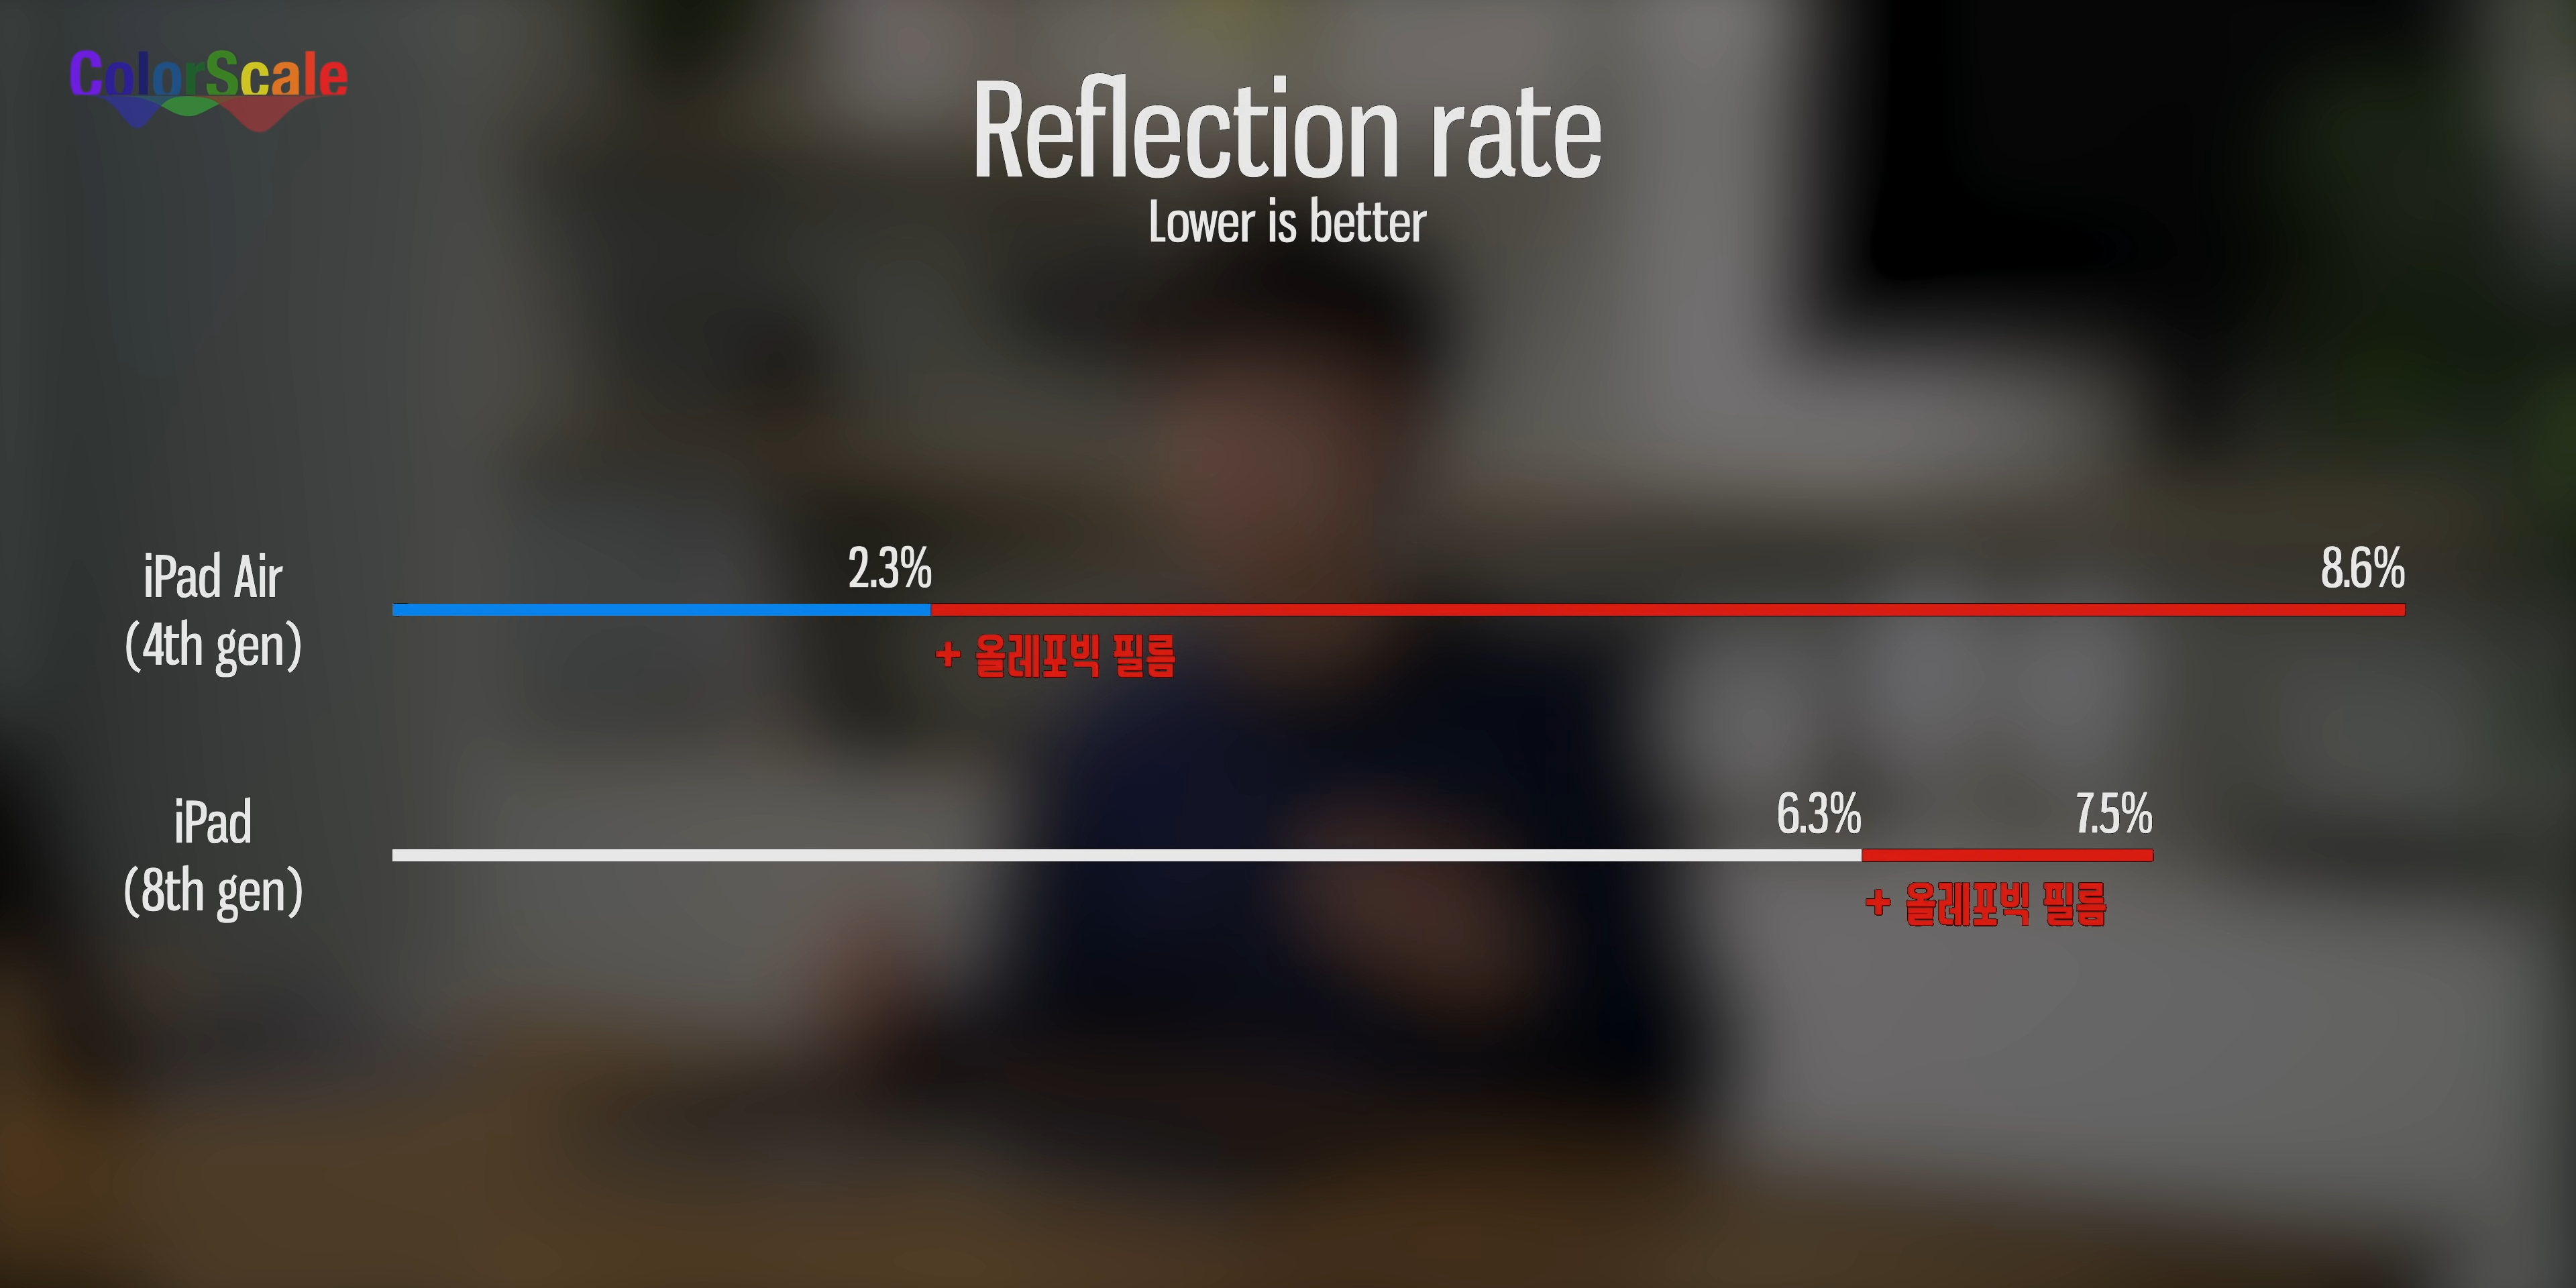 ColorScale
Reflection rate
Lower is better
iPad Air
(4th gen)
2.3%
8.6%
+ 올레포빅 필름
iPad
(8th gen)
6.3%
7.5%
+ 올레포빅 필름